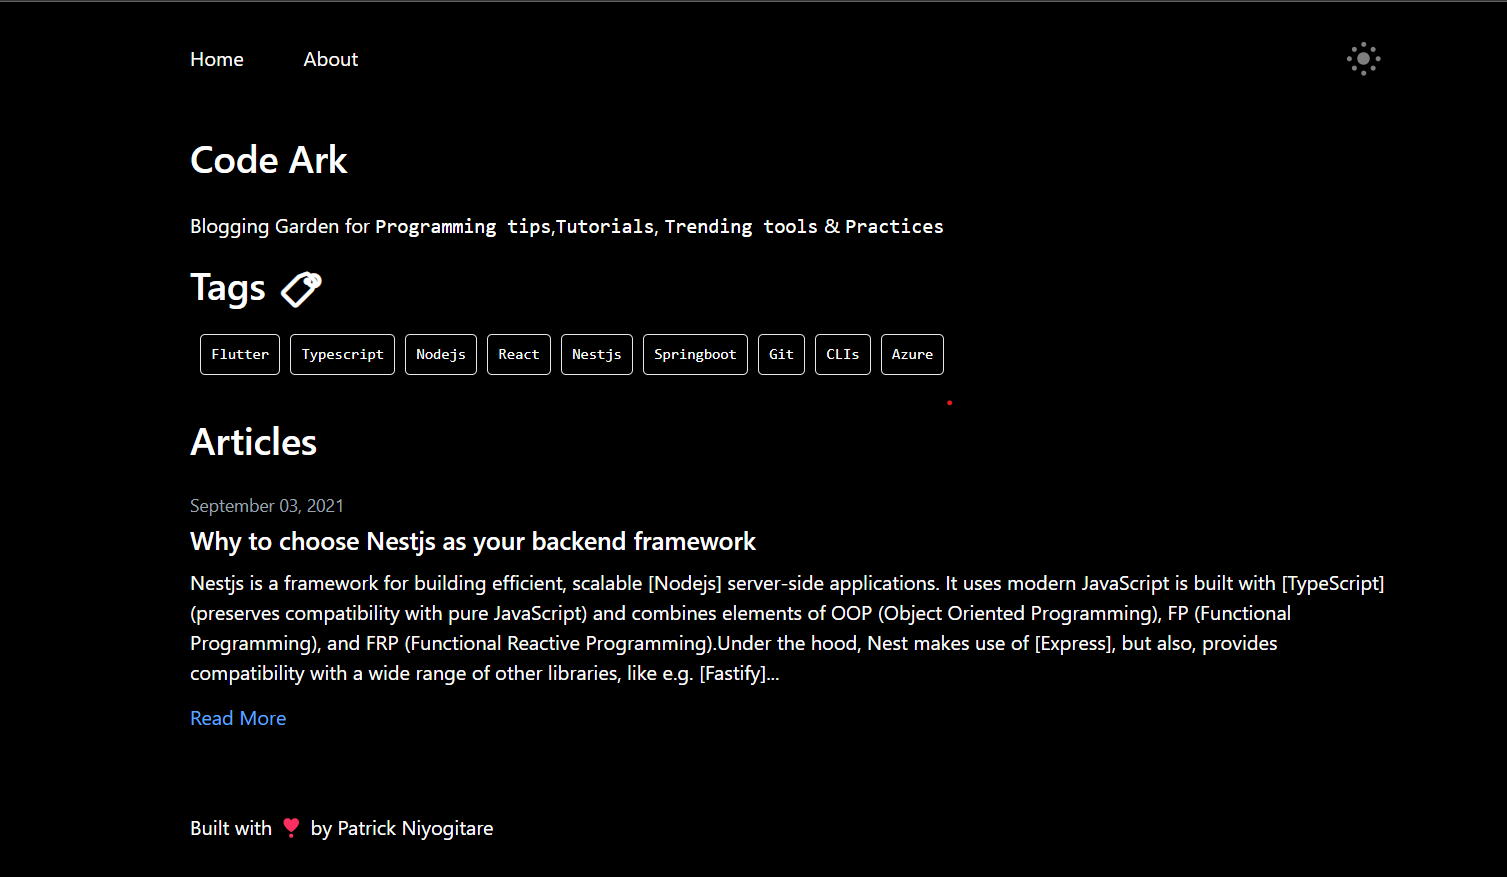 Home About
Code Ark
Blogging Garden for Programming tips,Tutorials, Trending tools & Practices
Tags
Flutter Typescript Nodejs React Nestjs Springboot Git CLIs Azure
Articles
September 03, 2021
Why to choose Nestjs as your backend framework
Nestjs is a framework for building efficient, scalable [Nodejs] server-side applications. It uses modern JavaScript is built with [TypeScript]
(preserves compatibility with pure JavaScript) and combines elements of OOP (Object Oriented Programming), FP (Functional
Programming), and FRP (Functional Reactive Programming).Under the hood, Nest makes use of [Express], but also, provides
compatibility with a wide range of other libraries, like e.g. [Fastify]...
Read More
Built with ❣ by Patrick Niyogitare